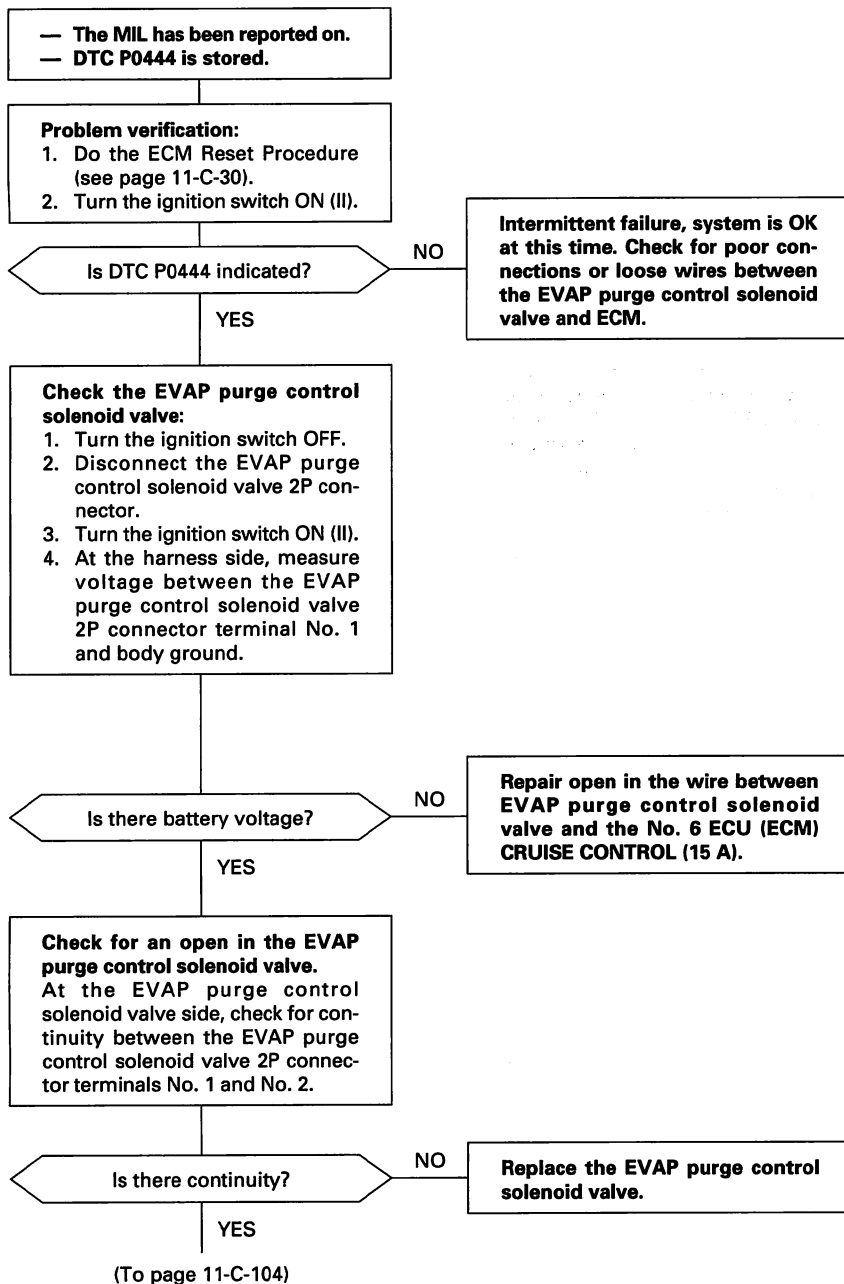 — The MIL has been reported on.
— DTC P0444 is stored.
Problem verification:
1. Do the ECM Reset Procedure
(see page 11-C-30).
2. Turn the ignition switch ON (II).
Is DTC P0444 indicated?
NO
Intermittent failure, system is OK
at this time. Check for poor con-
nections or loose wires between
the EVAP purge control solenoid
valve and ECM.
YES
Check the EVAP purge control
solenoid valve:
1. Turn the ignition switch OFF.
2. Disconnect the EVAP purge
control solenoid valve 2P con-
nector.
3. Turn the ignition switch ON (II).
4. At the harness side, measure
voltage between the EVAP
purge control solenoid valve
2P connector terminal No. 1
and body ground.
Is there battery voltage?
NO
Repair open in the wire between
EVAP purge control solenoid
valve and the No. 6 ECU (ECM)
CRUISE CONTROL (15 A).
YES
Check for an open in the EVAP
purge control solenoid valve.
At the EVAP purge control
solenoid valve side, check for con-
tinuity between the EVAP purge
control solenoid valve 2P connec-
tor terminals No. 1 and No. 2.
Is there continuity?
NO
Replace the EVAP purge control
solenoid valve.
YES
(To page 11-C-104)